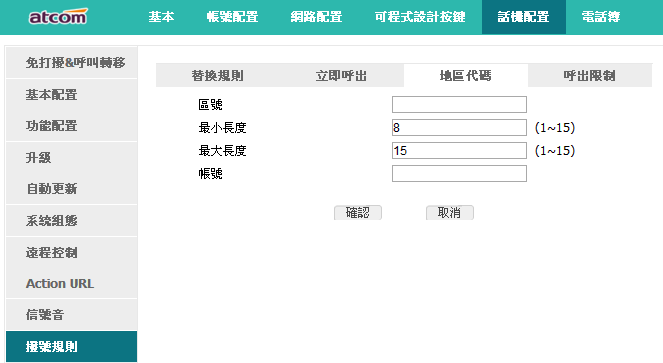 atcom
基本 帳號配置 網路配置 可程式設計按鍵 話機配置 電話簿
免打擾&呼叫轉移
基本配置
功能配置
升級
自動更新
系統組態
遠程控制
Action URL
信號音
撥號規則
替換規則 立即呼出 地區代碼 呼出限制
區號
最小長度 8 (1~15)
最大長度 15 (1~15)
帳號
確認 取消